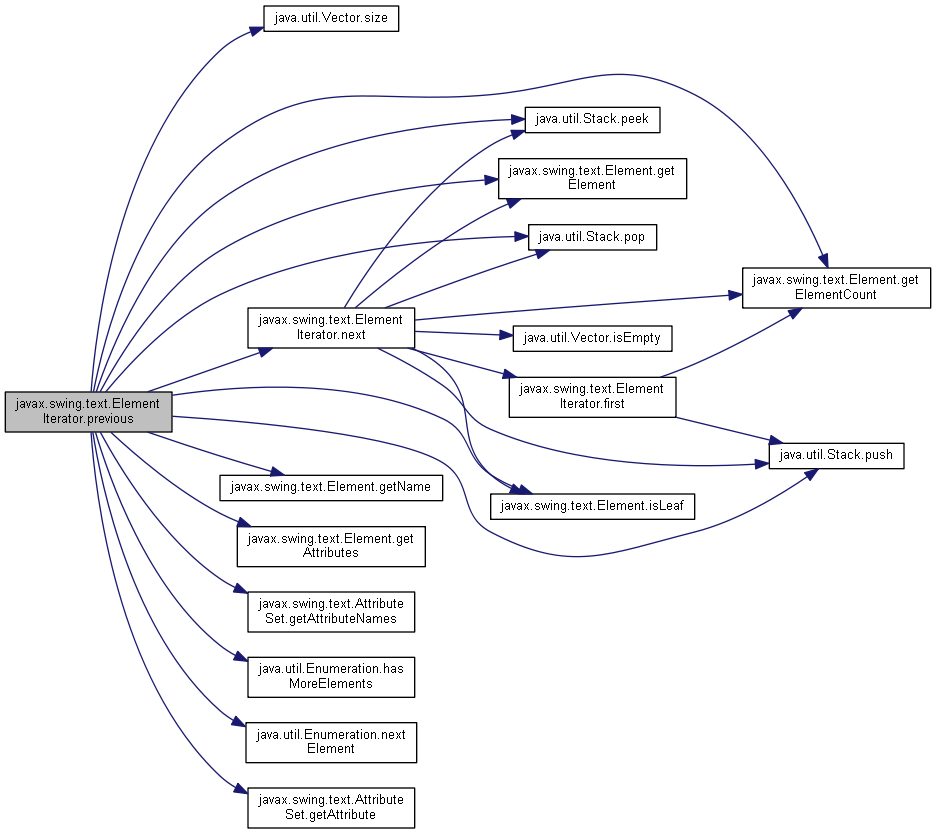 java.util.Vector.size
java.util.Stack.peek
javax.swing.text.Element.get
Element
java.util.Stack.pop
javax.swing.text.Element.get
ElementCount
javax.swing.text.Element
Iterator.next
java.util.Vector.isEmpty
javax.swing.text.Element
Iterator.first
javax.swing.text.Element
Iterator.previous
java.util.Stack.push
javax.swing.text.Element.getName
javax.swing.text.Element.isLeaf
javax.swing.text.Element.get
Attributes
javax.swing.text.Attribute
Set.getAttributeNames
java.util.Enumeration.has
MoreElements
java.util.Enumeration.next
Element
javax.swing.text.Attribute
Set.getAttribute